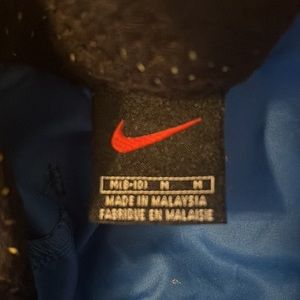 M(8-10) M M
MADE IN MALAYSIA
FABRIQUE EN MALAISIE